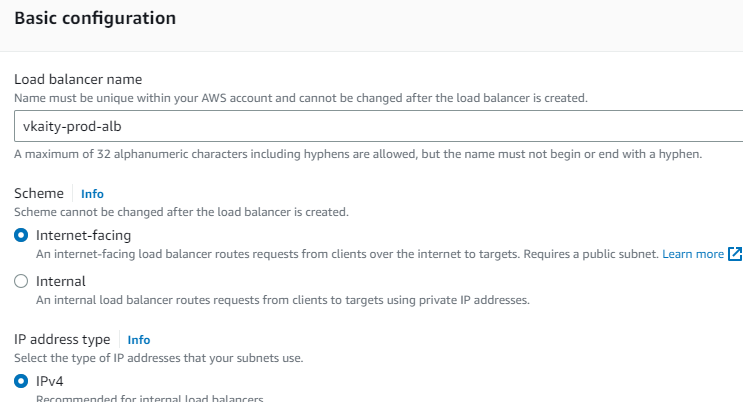 Basic configuration
Load balancer name
Name must be unique within your AWS account and cannot be changed after the load balancer is created.
vkaity-prod-alb
A maximum of 32 alphanumeric characters including hyphens are allowed, but the name must not begin or end with a hyphen.
Scheme Info
Scheme cannot be changed after the load balancer is created.
Internet-facing
An internet-facing load balancer routes requests from clients over the internet to targets. Requires a public subnet. Learn more
Internal
An internal load balancer routes requests from clients to targets using private IP addresses.
IP address type Info
Select the type of IP addresses that your subnets use.
IPv4
Recommended for internal load balancers.